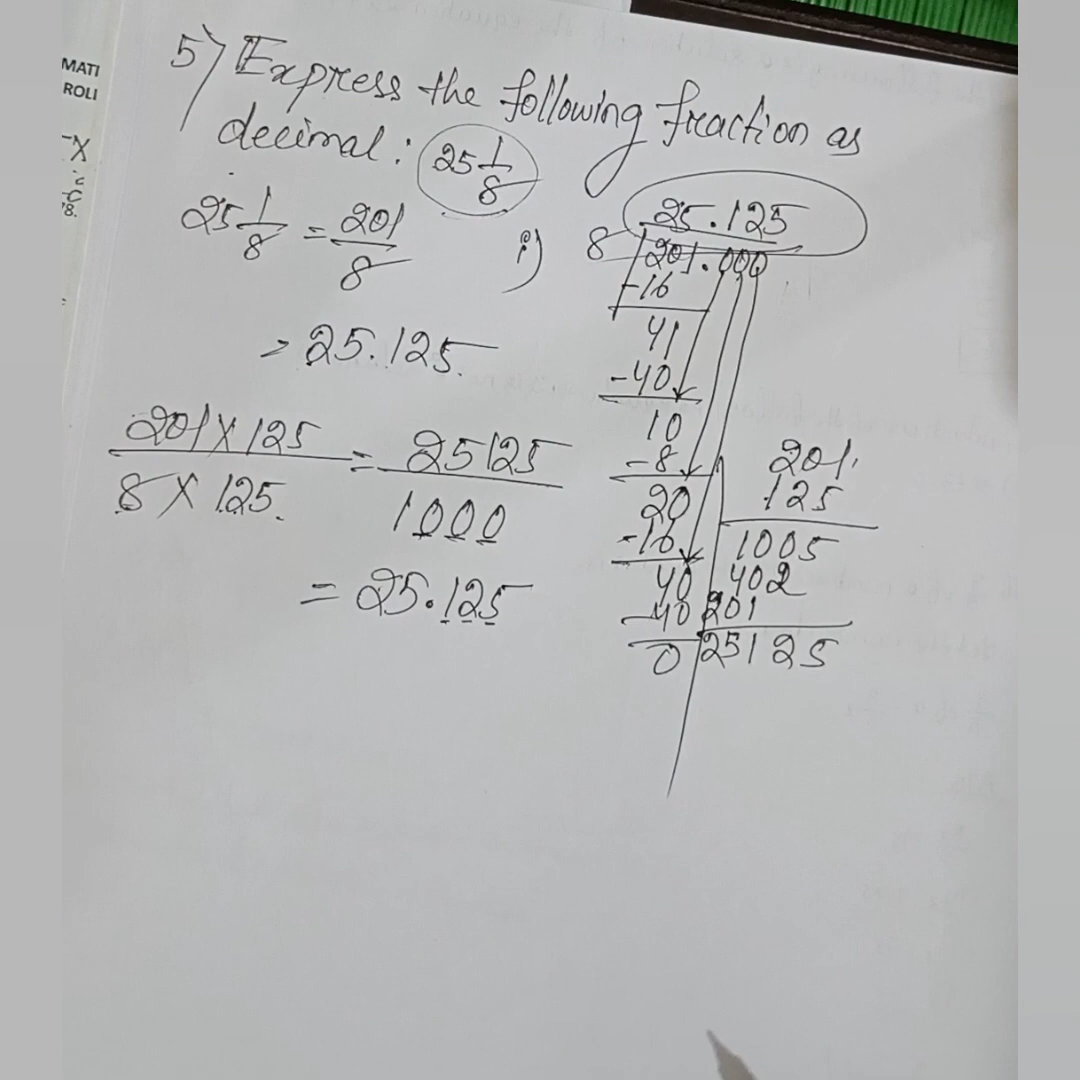 MATI
ROLI
5) Express the following fraction as
decimal: 25 1/8
25 1/8 = 201/8
= 25.125
201 X 125 / 8 X 125. = 25125 / 1000
= 25.125
i)
25.125
8 201.000
-16
41
-40
10
-8
20
-16
40
-40
0
201
125
1005
402
201
25125